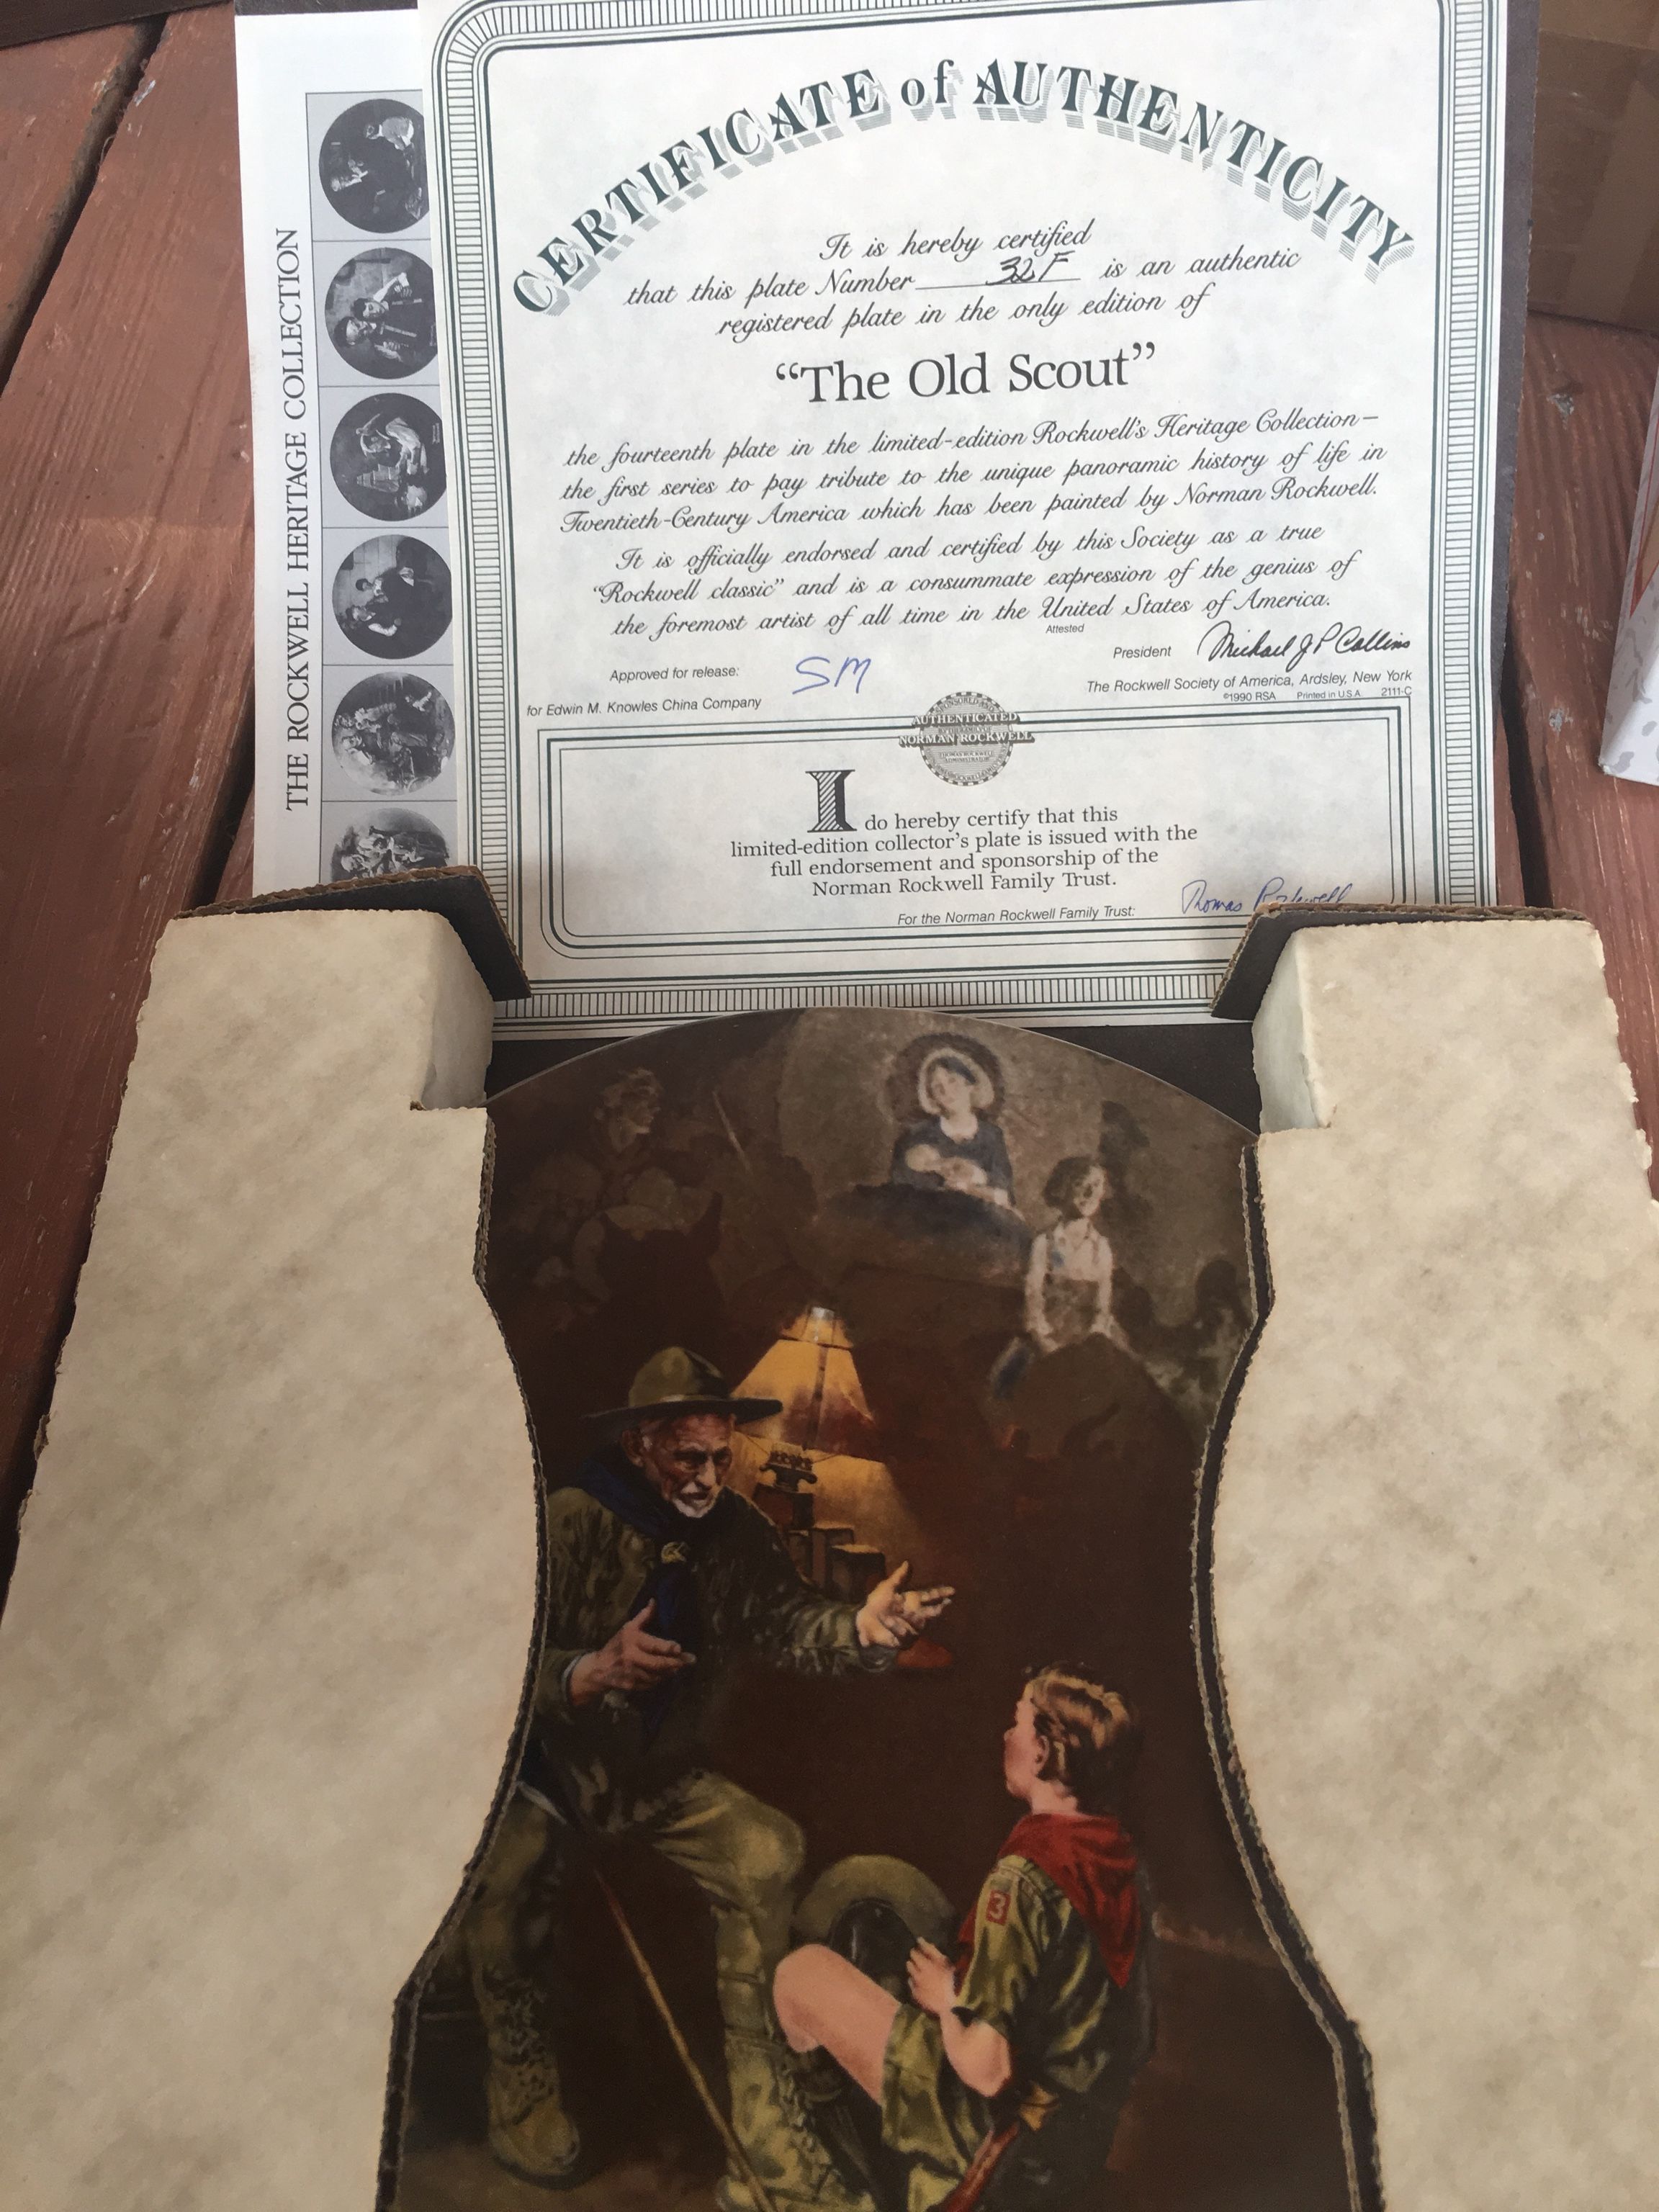 THE ROCKWELL HERITAGE COLLECTION
CERTIFICATE of AUTHENTICITY
It is hereby certified
that this plate Number 32F is an authentic
registered plate in the only edition of
“The Old Scout”
the fourteenth plate in the limited-edition Rockwell's Heritage Collection—
the first series to pay tribute to the unique panoramic history of life in
Twentieth-Century America which has been painted by Norman Rockwell.
It is officially endorsed and certified by this Society as a true
“Rockwell classic” and is a consummate expression of the genius of
the foremost artist of all time in the United States of America.
Attested
Approved for release: SM
President Michael J P Collins
for Edwin M. Knowles China Company
The Rockwell Society of America, Ardsley, New York
©1990 RSA Printed in U.S.A. 2111-C
AUTHENTICATED
NORMAN ROCKWELL
I do hereby certify that this
limited-edition collector's plate is issued with the
full endorsement and sponsorship of the
Norman Rockwell Family Trust.
For the Norman Rockwell Family Trust: Thomas Rockwell
3